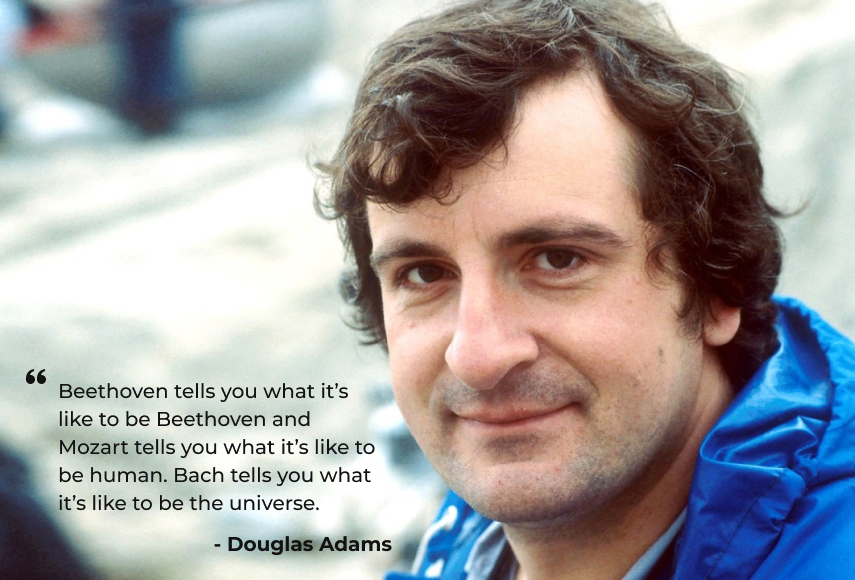 “
Beethoven tells you what it’s
like to be Beethoven and
Mozart tells you what it’s like to
be human. Bach tells you what
it’s like to be the universe.
- Douglas Adams